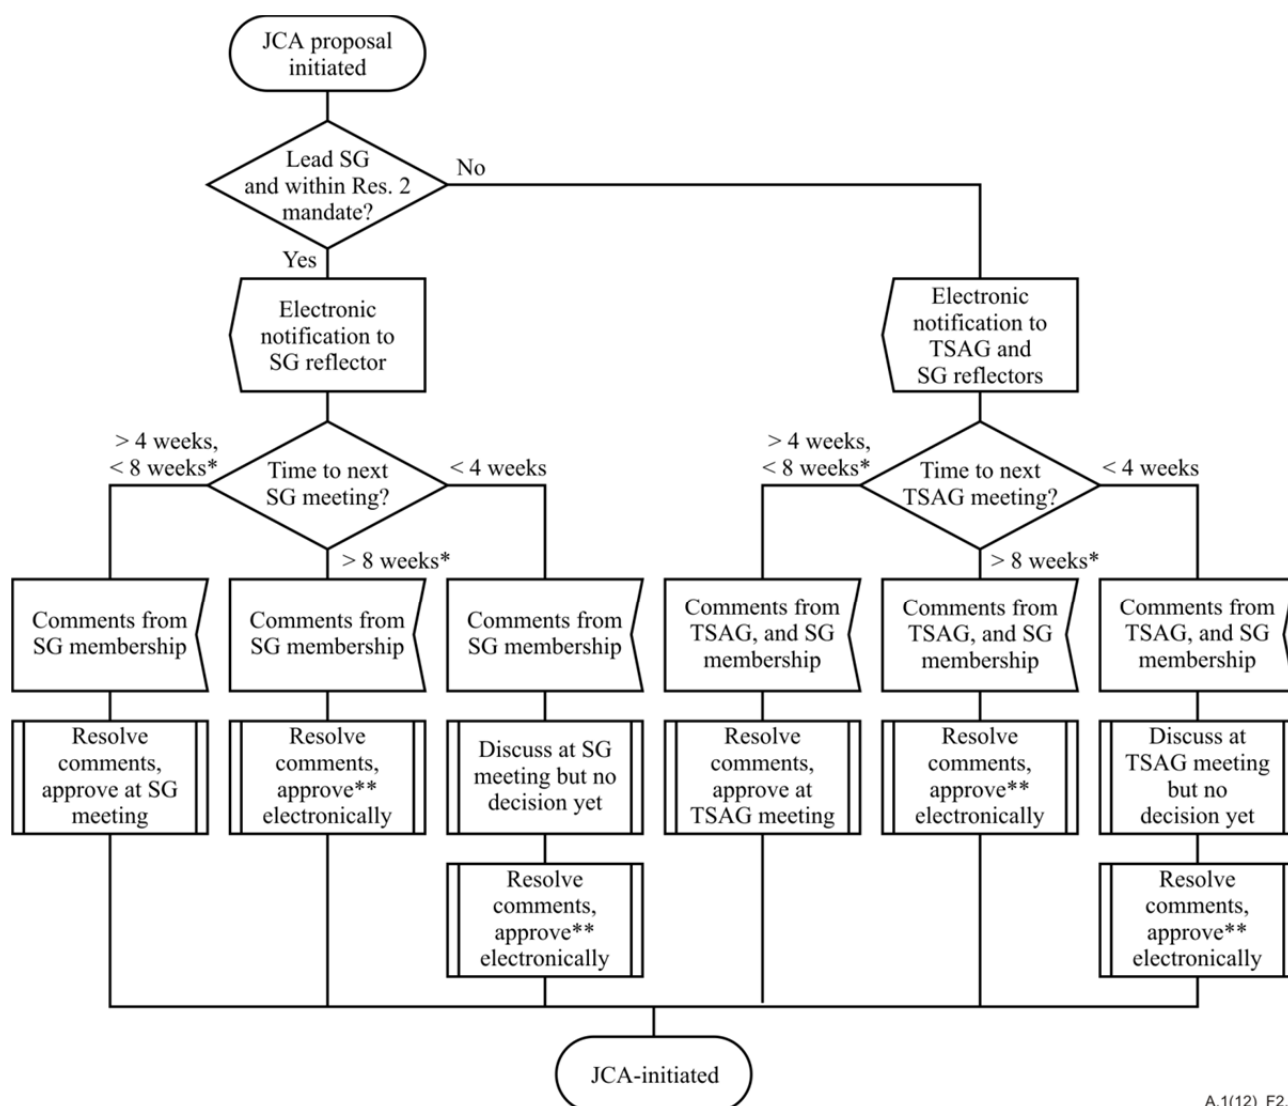 JCA proposal
initiated
Lead SG
and within Res. 2
mandate?
No
Yes
Electronic
notification to
SG reflector
Electronic
notification to
TSAG and
SG reflectors
> 4 weeks,
< 8 weeks*
Time to next
SG meeting?
< 4 weeks
> 8 weeks*
> 4 weeks,
< 8 weeks*
Time to next
TSAG meeting?
< 4 weeks
> 8 weeks*
Comments from
SG membership
Comments from
SG membership
Comments from
SG membership
Comments from
TSAG, and SG
membership
Comments from
TSAG, and SG
membership
Comments from
TSAG, and SG
membership
Resolve
comments,
approve at SG
meeting
Resolve
comments,
approve**
electronically
Discuss at SG
meeting but no
decision yet
Resolve
comments,
approve at
TSAG meeting
Resolve
comments,
approve**
electronically
Discuss at
TSAG meeting
but no
decision yet
Resolve
comments,
approve**
electronically
Resolve
comments,
approve**
electronically
JCA-initiated
A.1(12)_F2.